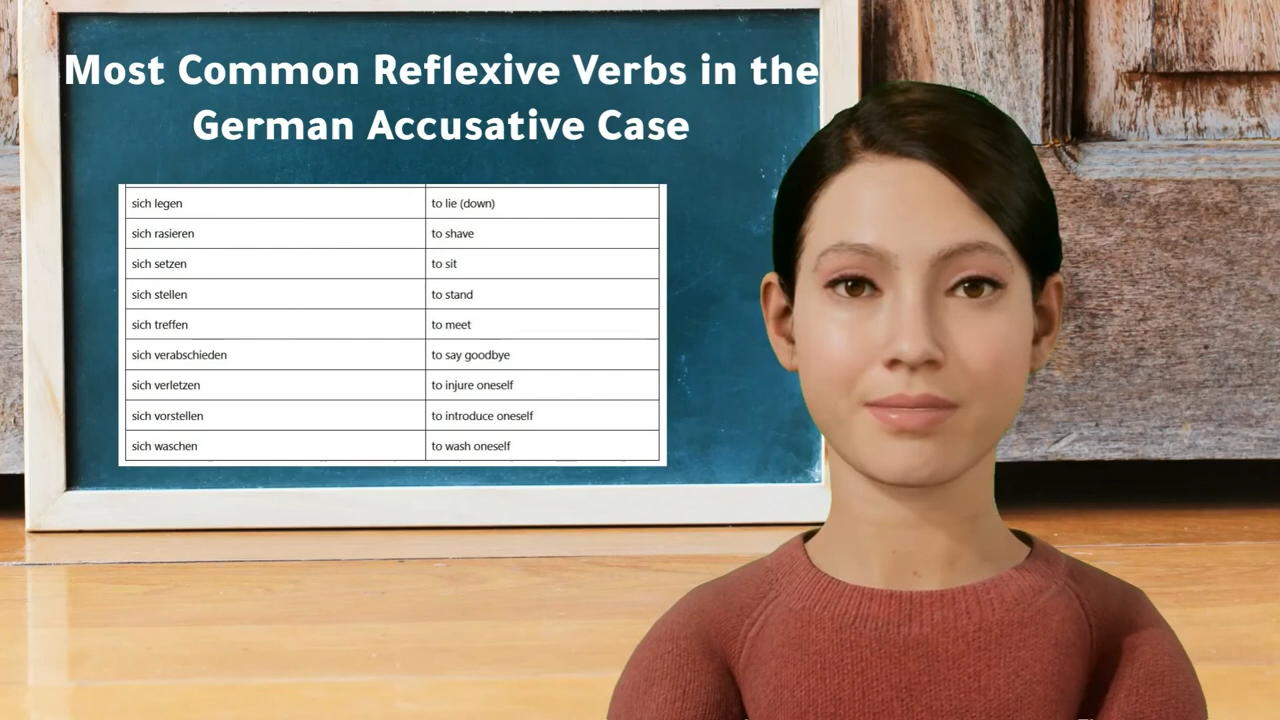 Most Common Reflexive Verbs in the
German Accusative Case
sich legen to lie (down)
sich rasieren to shave
sich setzen to sit
sich stellen to stand
sich treffen to meet
sich verabschieden to say goodbye
sich verletzen to injure oneself
sich vorstellen to introduce oneself
sich waschen to wash oneself